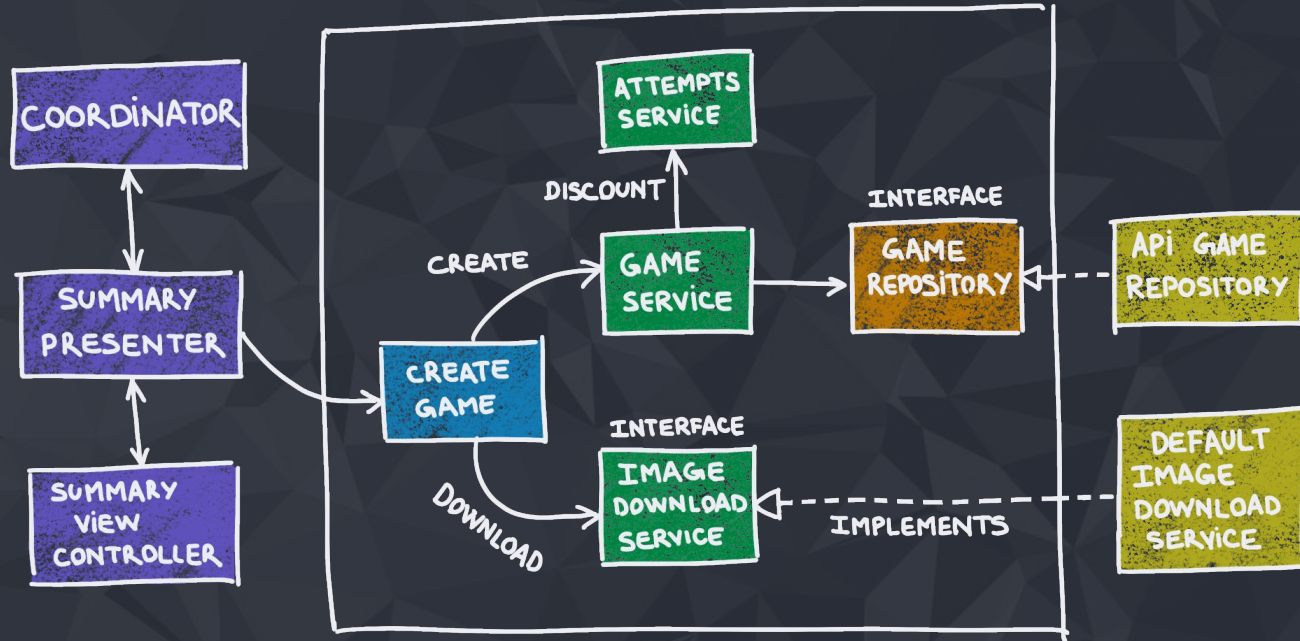 COORDINATOR
SUMMARY
PRESENTER
SUMMARY
VIEW
CONTROLLER
CREATE
GAME
CREATE
DOWNLOAD
ATTEMPTS
SERVICE
DISCOUNT
GAME
SERVICE
INTERFACE
GAME
REPOSITORY
INTERFACE
IMAGE
DOWNLOAD
SERVICE
IMPLEMENTS
API GAME
REPOSITORY
DEFAULT
IMAGE
DOWNLOAD
SERVICE